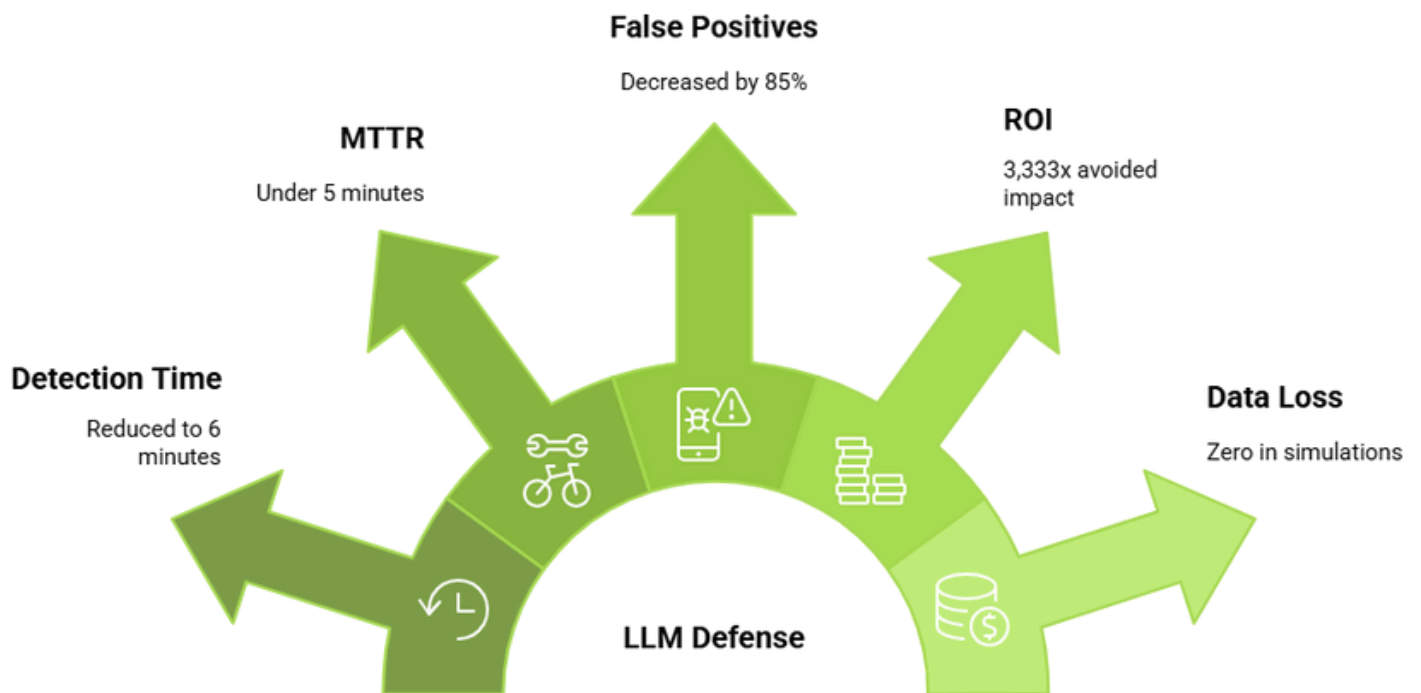 False Positives
Decreased by 85%
MTTR
Under 5 minutes
ROI
3,333x avoided
impact
Detection Time
Reduced to 6
minutes
Data Loss
Zero in simulations
LLM Defense